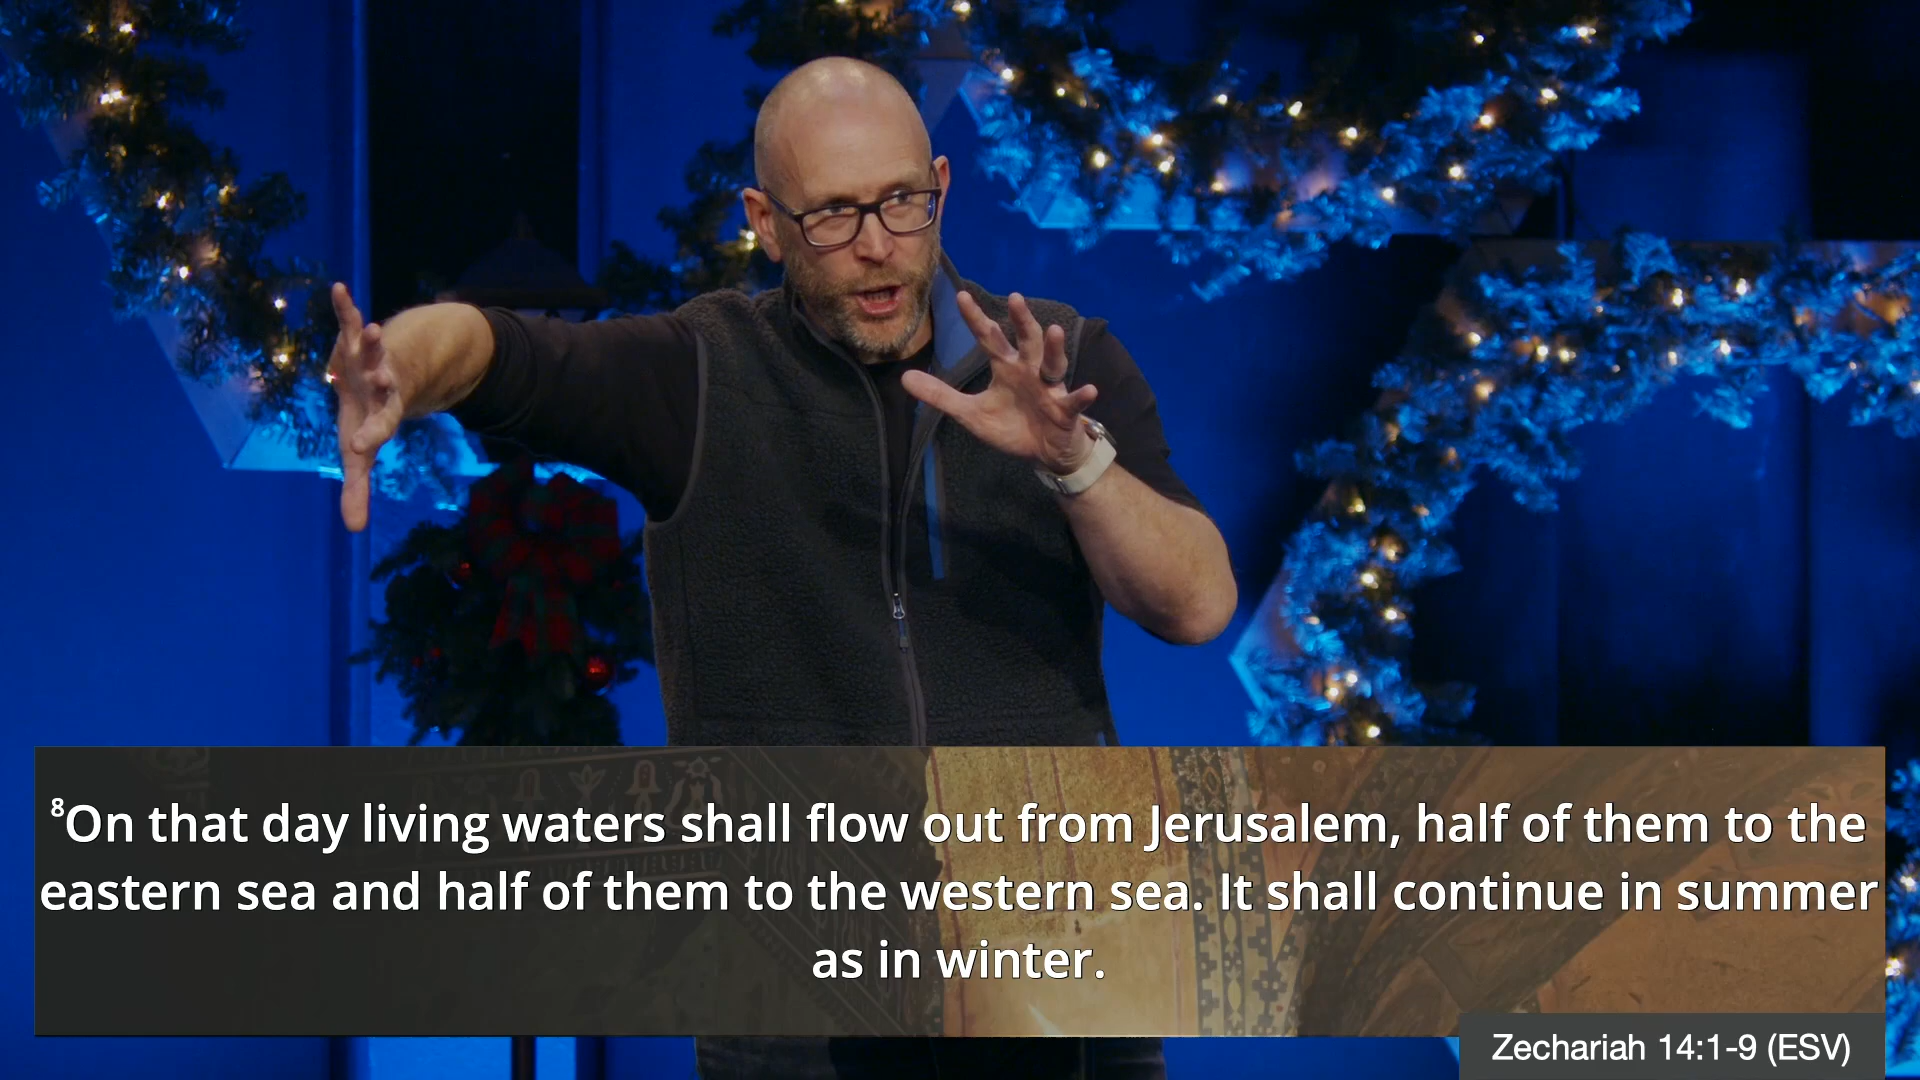 ⁸On that day living waters shall flow out from Jerusalem, half of them to the
eastern sea and half of them to the western sea. It shall continue in summer
as in winter.
Zechariah 14:1-9 (ESV)